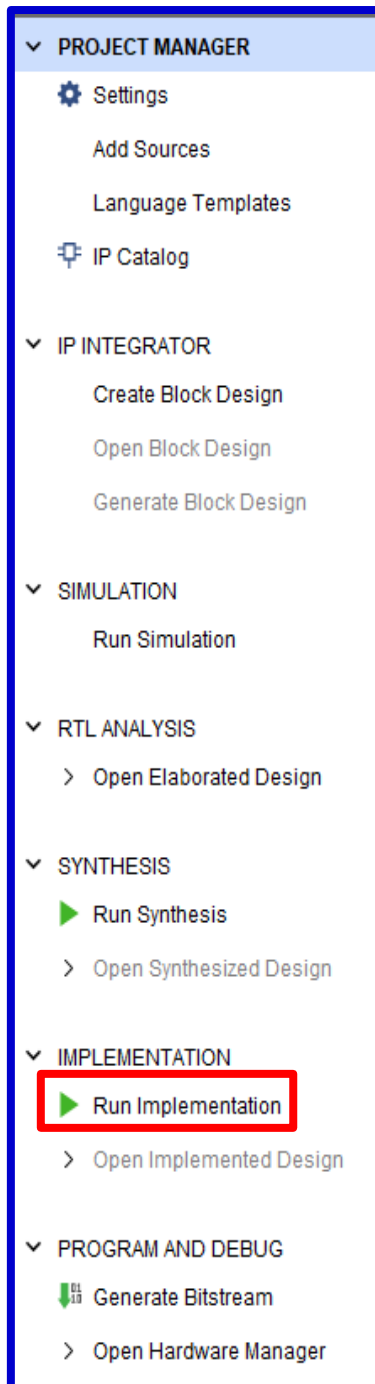 PROJECT MANAGER
Settings
Add Sources
Language Templates
IP Catalog
IP INTEGRATOR
Create Block Design
Open Block Design
Generate Block Design
SIMULATION
Run Simulation
RTL ANALYSIS
Open Elaborated Design
SYNTHESIS
Run Synthesis
Open Synthesized Design
IMPLEMENTATION
Run Implementation
Open Implemented Design
PROGRAM AND DEBUG
Generate Bitstream
Open Hardware Manager